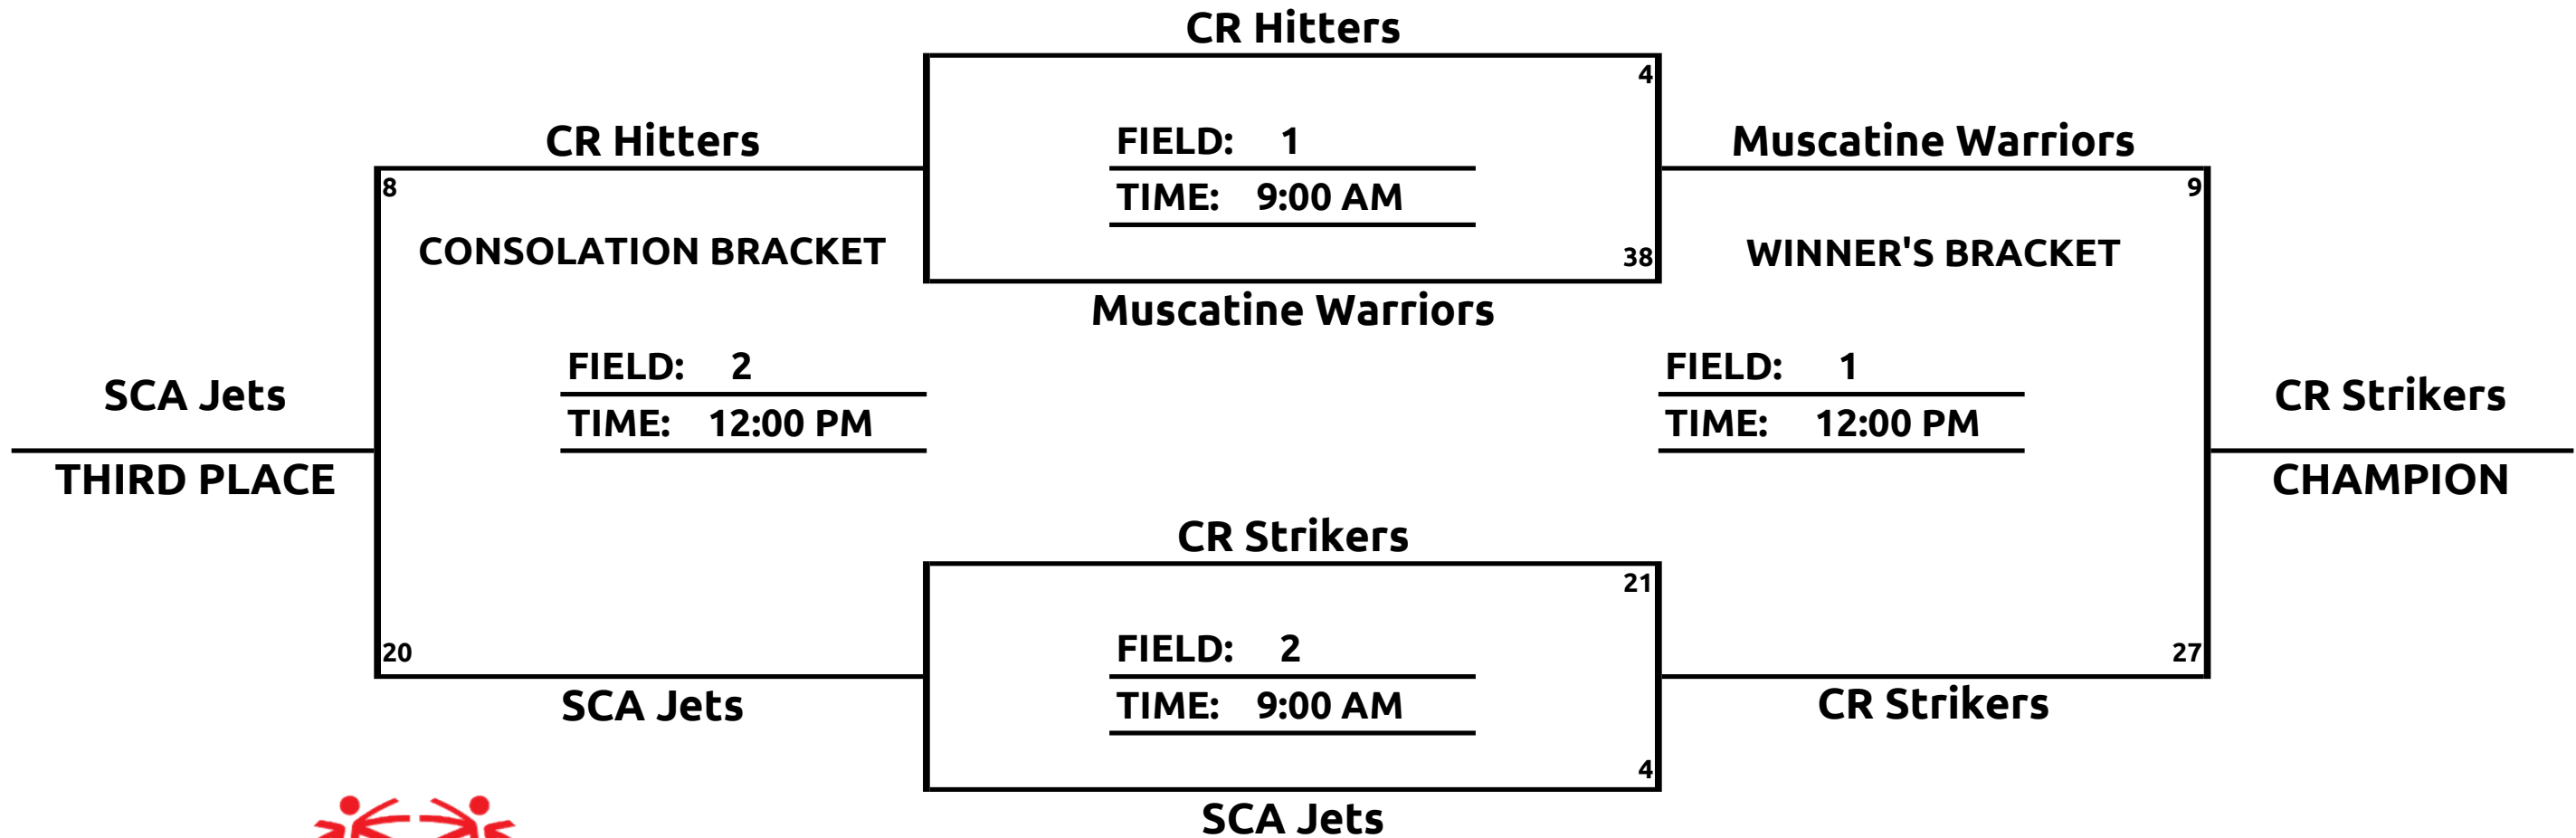 CR Hitters
4
CR Hitters
FIELD: 1
Muscatine Warriors
8
TIME: 9:00 AM
9
CONSOLATION BRACKET
38
WINNER'S BRACKET
Muscatine Warriors
FIELD: 2
FIELD: 1
SCA Jets
CR Strikers
TIME: 12:00 PM
TIME: 12:00 PM
THIRD PLACE
CHAMPION
CR Strikers
21
20
FIELD: 2
27
SCA Jets
TIME: 9:00 AM
CR Strikers
4
SCA Jets